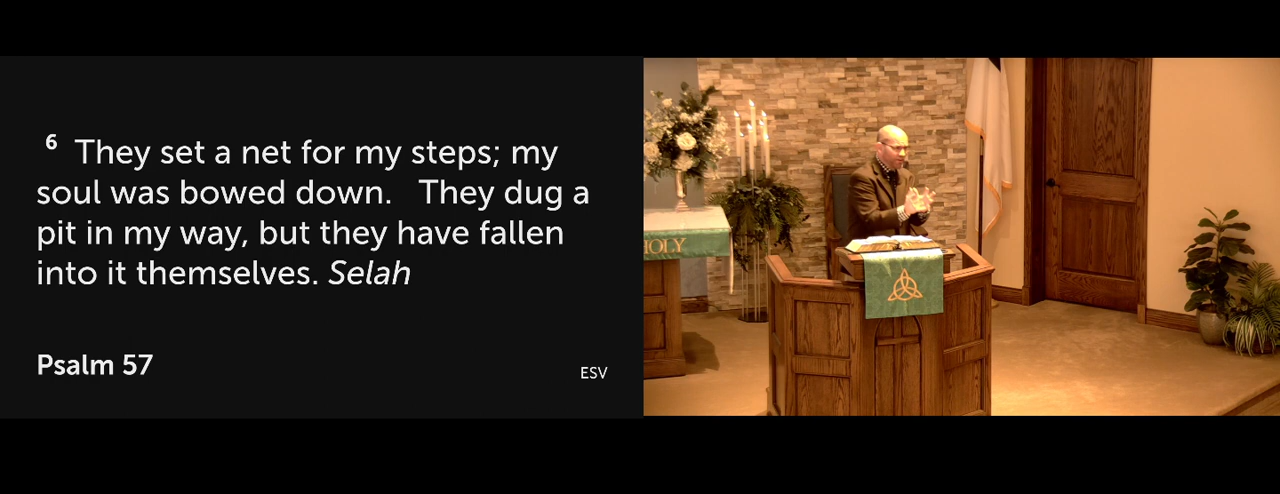 6 They set a net for my steps; my
soul was bowed down. They dug a
pit in my way, but they have fallen
into it themselves. Selah
Psalm 57
ESV
HOLY